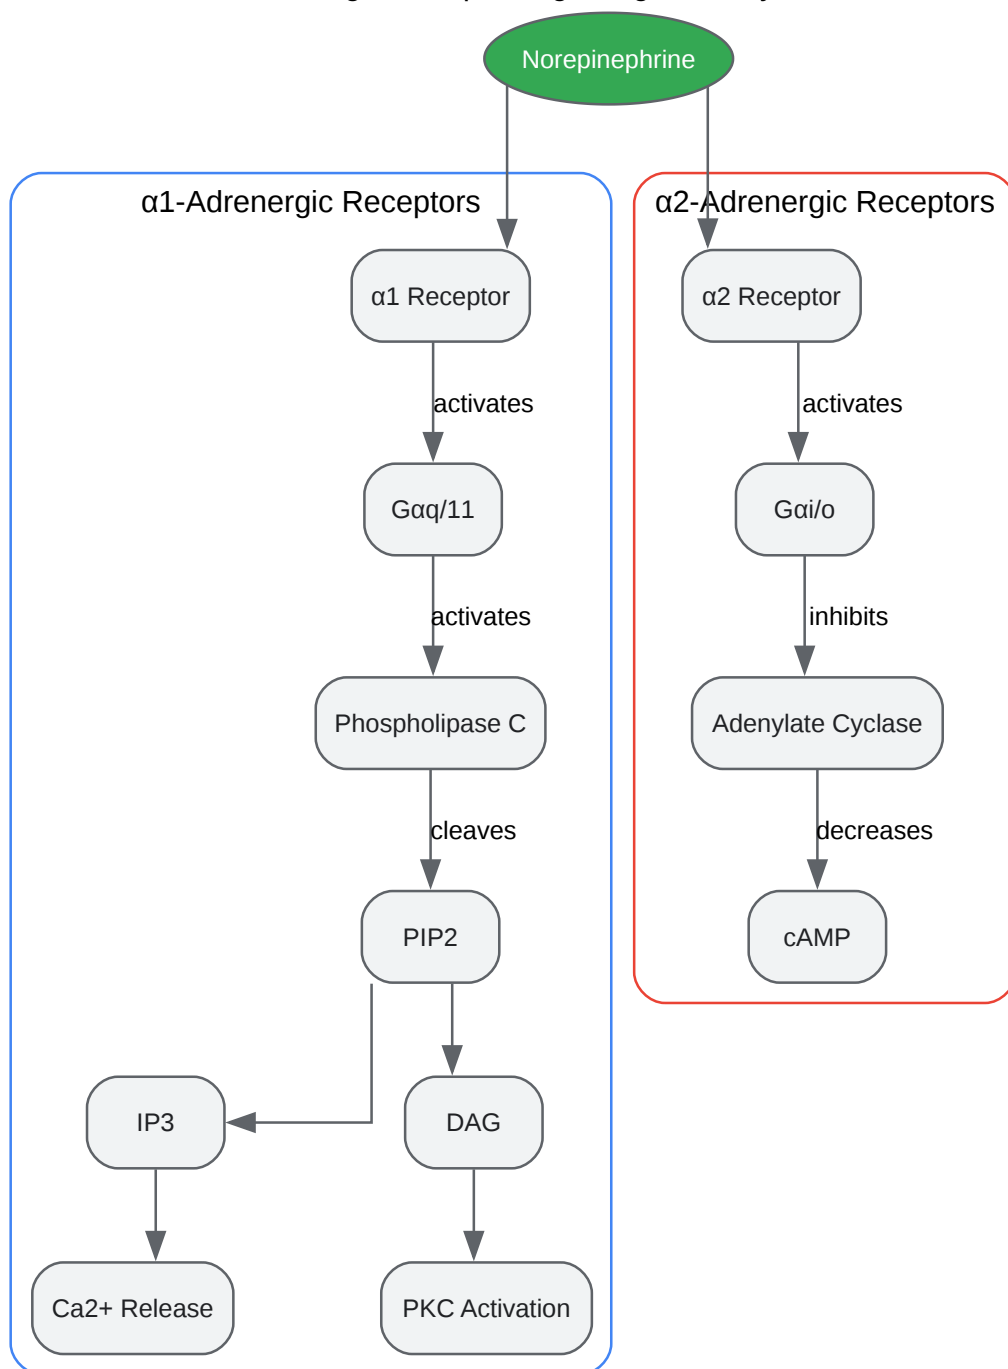 Norepinephrine
α1-Adrenergic Receptors
α2-Adrenergic Receptors
α1 Receptor
α2 Receptor
activates
activates
Gαq/11
Gαi/o
activates
inhibits
Phospholipase C
Adenylate Cyclase
cleaves
decreases
PIP2
cAMP
IP3
DAG
Ca2+ Release
PKC Activation